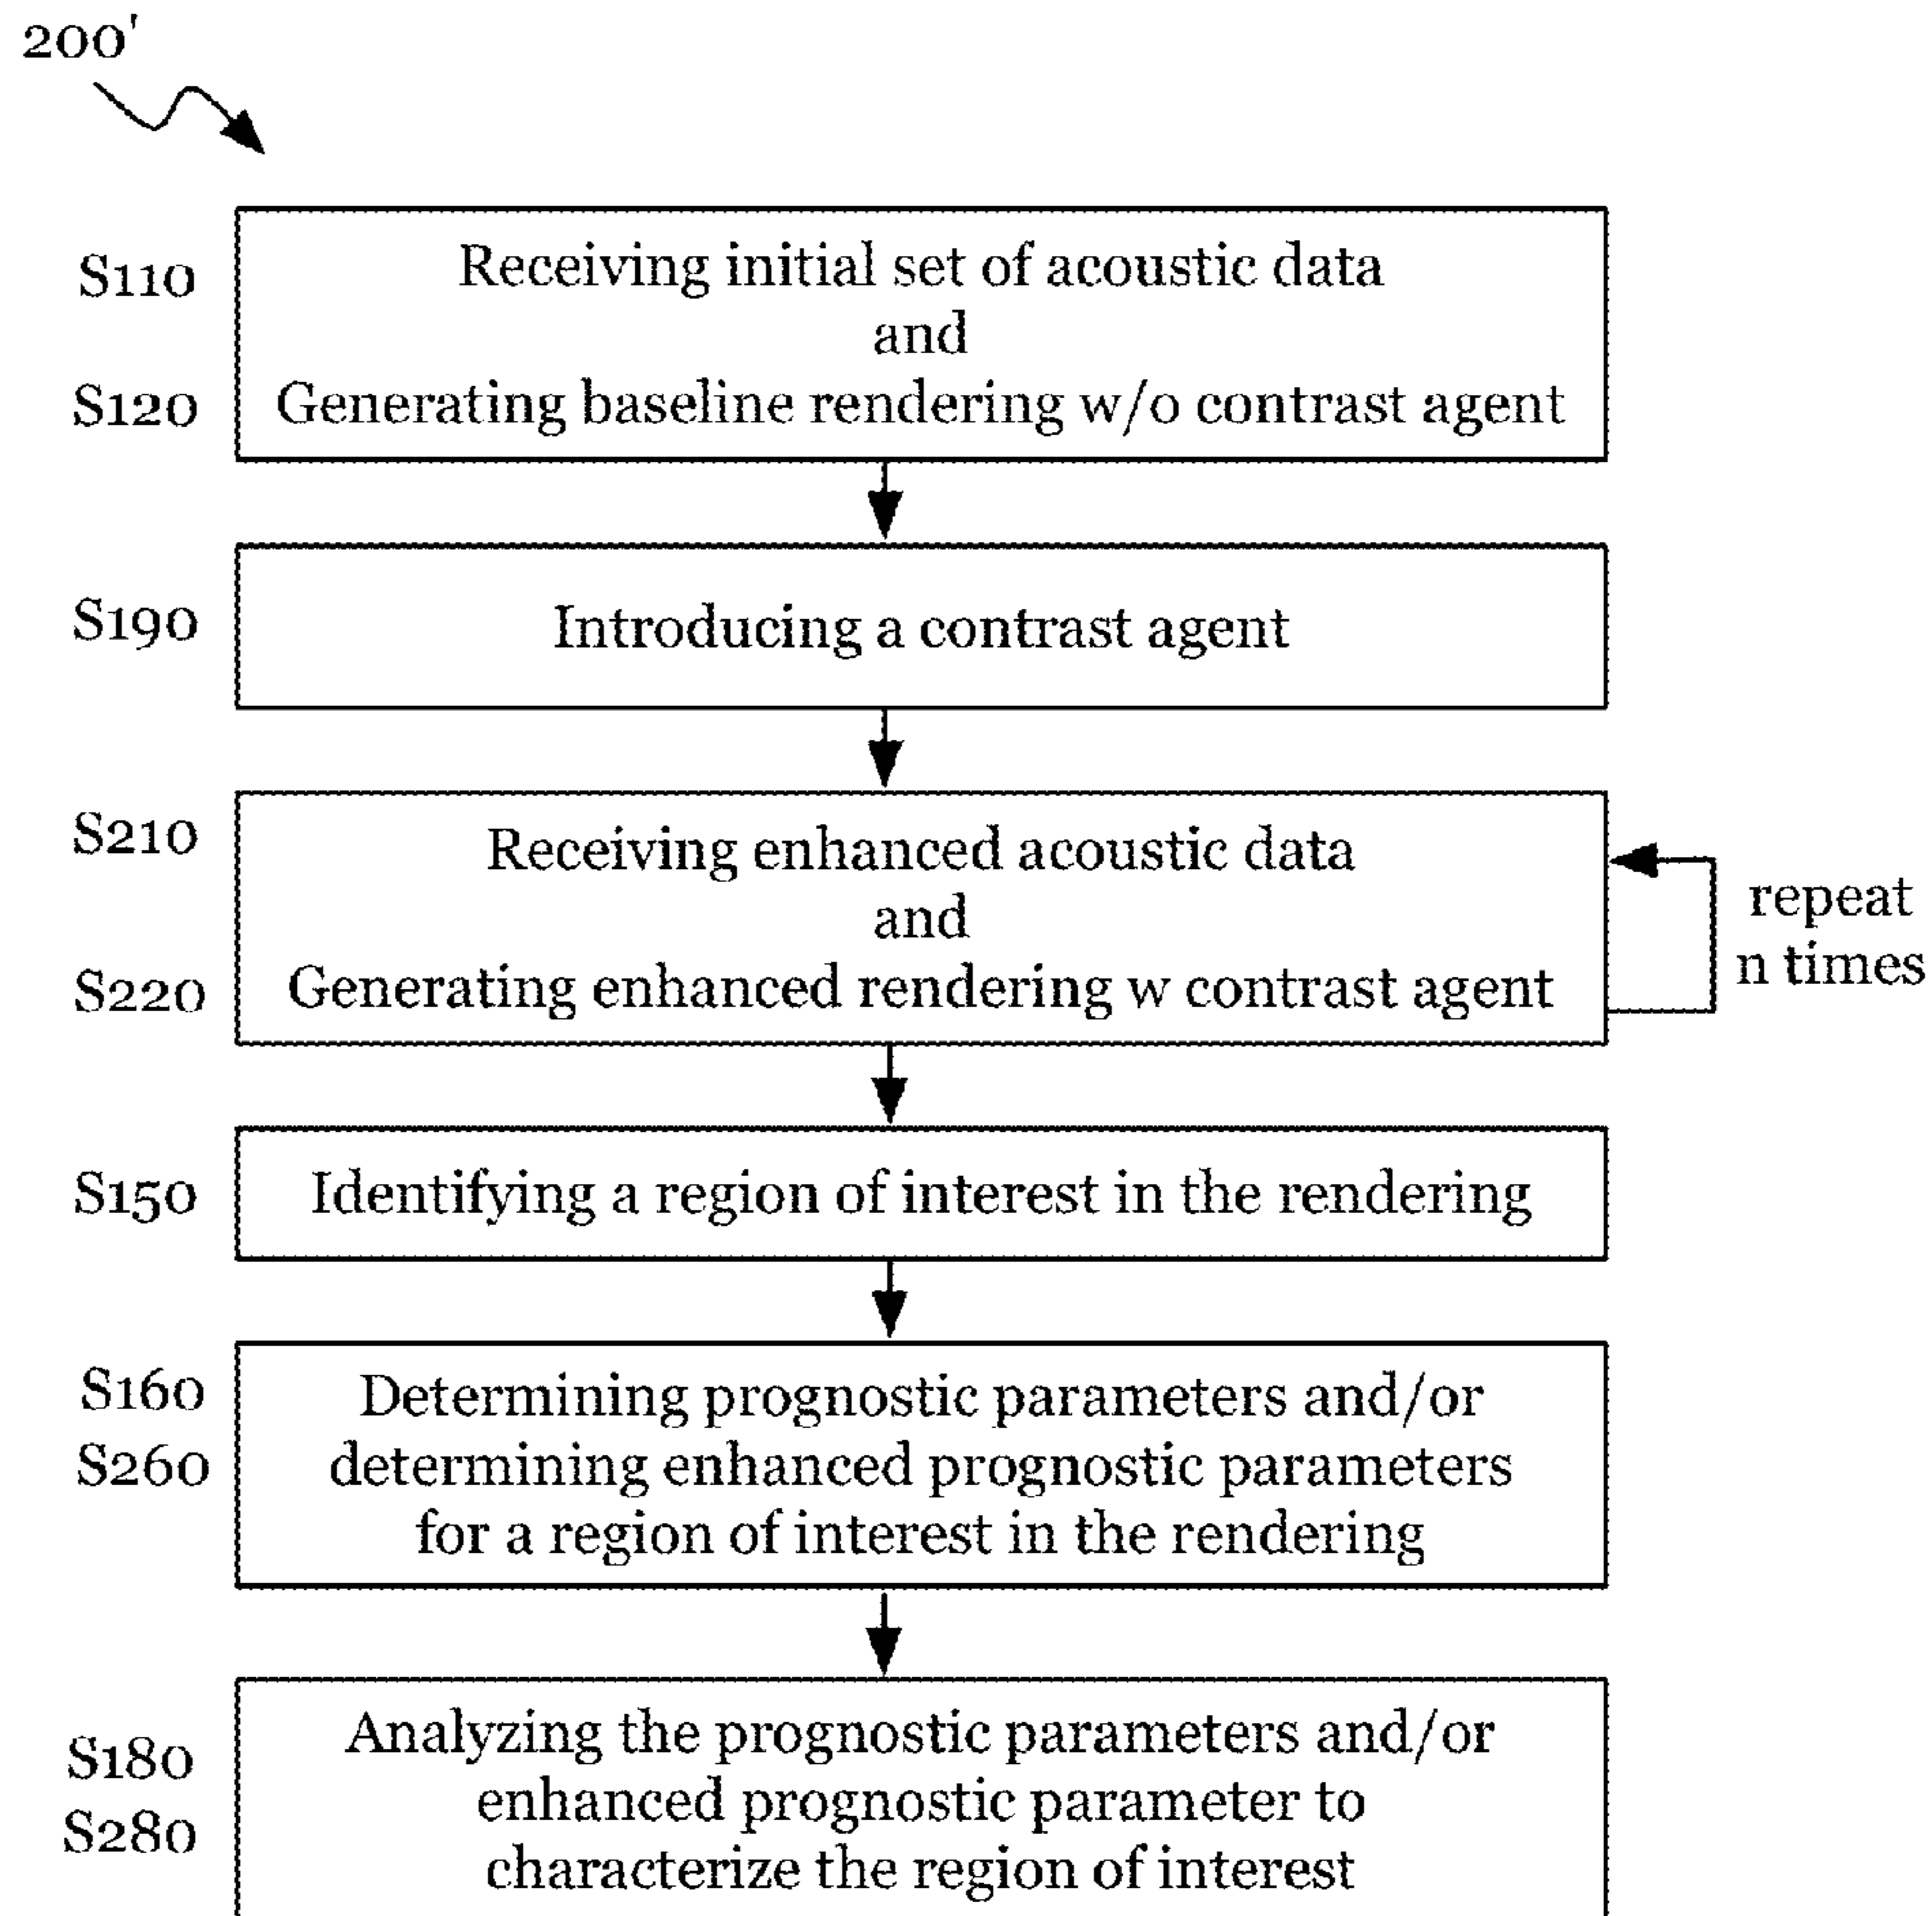 200'
S110
Receiving initial set of acoustic data
and
S120
Generating baseline rendering w/o contrast agent
S190
Introducing a contrast agent
S210
Receiving enhanced acoustic data
and
S220
Generating enhanced rendering w contrast agent
repeat
n times
S150
Identifying a region of interest in the rendering
S160
Determining prognostic parameters and/or
S260
determining enhanced prognostic parameters
for a region of interest in the rendering
S180
Analyzing the prognostic parameters and/or
S280
enhanced prognostic parameter to
characterize the region of interest